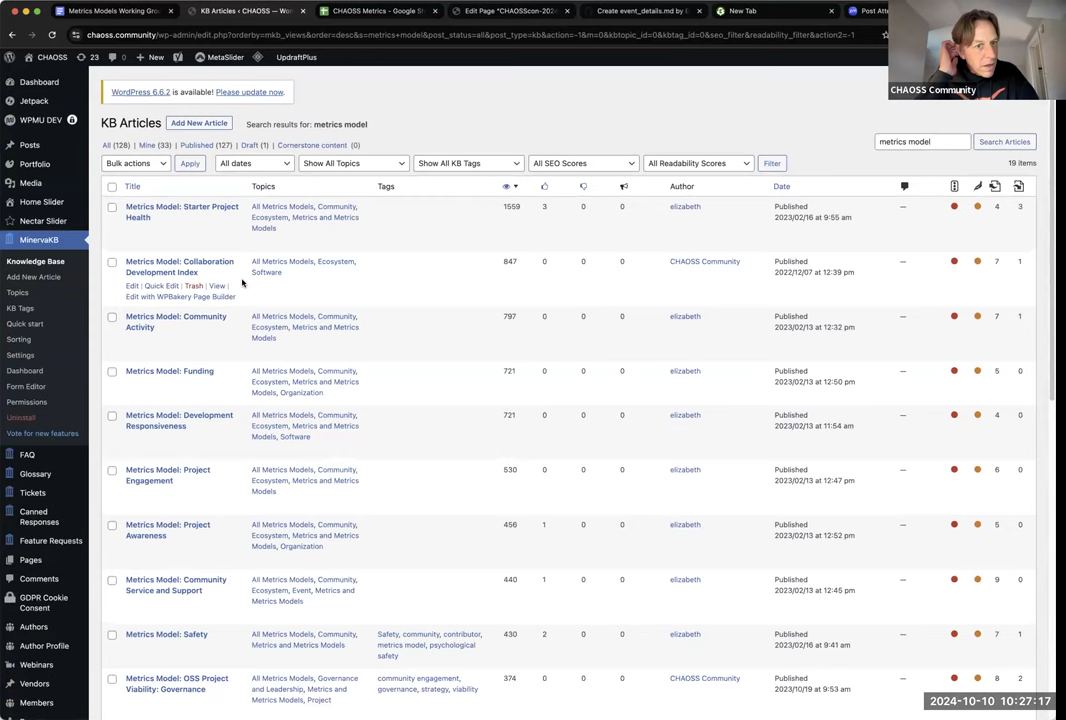 Metrics Models Working Grou
KB Articles ‹ CHAOSS — Wo
CHAOSS Metrics - Google Sh
Edit Page "CHAOSScon-202
Create event_details.md by E
New Tab
Post Atte
chaoss.community/wp-admin/edit.php?orderby=mkb_views&order=desc&s=metrics+model&post_status=all&post_type=kb&action=-1&m=0&kbtopic_id=0&kbtag_id=0&seo_filter&readability_filter&action2=-1
CHAOSS 23 0 + New MetaSlider UpdraftPlus
CHAOSS Community
Dashboard
Jetpack
WPMU DEV
Posts
Portfolio
Media
Home Slider
Nectar Slider
MinervaKB
Knowledge Base
Add New Article
Topics
KB Tags
Quick start
Sorting
Settings
Dashboard
Form Editor
Permissions
Uninstall
Vote for new features
FAQ
Glossary
Tickets
Canned
Responses
Feature Requests
Pages
Comments
GDPR Cookie
Consent
Authors
Author Profile
Webinars
Vendors
Members
WordPress 6.6.2 is available! Please update now.
KB Articles Add New Article Search results for: metrics model
All (128) | Mine (33) | Published (127) | Draft (1) | Cornerstone content (0)
metrics model Search Articles
Bulk actions Apply All dates Show All Topics Show All KB Tags All SEO Scores All Readability Scores Filter 19 items
Title Topics Tags Author Date
Metrics Model: Starter Project
Health
All Metrics Models, Community,
Ecosystem, Metrics and Metrics
Models
1559 3 0 0 elizabeth
Published
2023/02/16 at 9:55 am
— 4 3
Metrics Model: Collaboration
Development Index
Edit | Quick Edit | Trash | View |
Edit with WPBakery Page Builder
All Metrics Models, Ecosystem,
Software
847 0 0 0 CHAOSS Community
Published
2022/12/07 at 12:39 pm
— 7 1
Metrics Model: Community
Activity
All Metrics Models, Community,
Ecosystem, Metrics and Metrics
Models
797 0 0 0 elizabeth
Published
2023/02/13 at 12:32 pm
— 7 1
Metrics Model: Funding
All Metrics Models, Community,
Ecosystem, Metrics and Metrics
Models, Organization
721 0 0 0 elizabeth
Published
2023/02/13 at 12:50 pm
— 5 0
Metrics Model: Development
Responsiveness
All Metrics Models, Community,
Ecosystem, Metrics and Metrics
Models, Software
721 0 0 0 elizabeth
Published
2023/02/13 at 11:54 am
— 4 0
Metrics Model: Project
Engagement
All Metrics Models, Community,
Ecosystem, Metrics and Metrics
Models
530 0 0 0 elizabeth
Published
2023/02/13 at 12:47 pm
— 6 0
Metrics Model: Project
Awareness
All Metrics Models, Community,
Ecosystem, Metrics and Metrics
Models, Organization
456 1 0 0 elizabeth
Published
2023/02/13 at 12:52 pm
— 5 0
Metrics Model: Community
Service and Support
All Metrics Models, Community,
Ecosystem, Event, Metrics and
Metrics Models
440 1 0 0 elizabeth
Published
2023/02/13 at 12:45 pm
— 9 0
Metrics Model: Safety
All Metrics Models, Community,
Metrics and Metrics Models
Safety, community, contributor,
metrics model, psychological
safety
430 2 0 0 elizabeth
Published
2023/02/16 at 9:41 am
— 7 1
Metrics Model: OSS Project
Viability: Governance
All Metrics Models, Governance
and Leadership, Metrics and
Metrics Models, Project
community engagement,
governance, strategy, viability
374 0 0 0 CHAOSS Community
Published
2023/10/19 at 9:53 am
— 8 2
2024-10-10 10:27:17